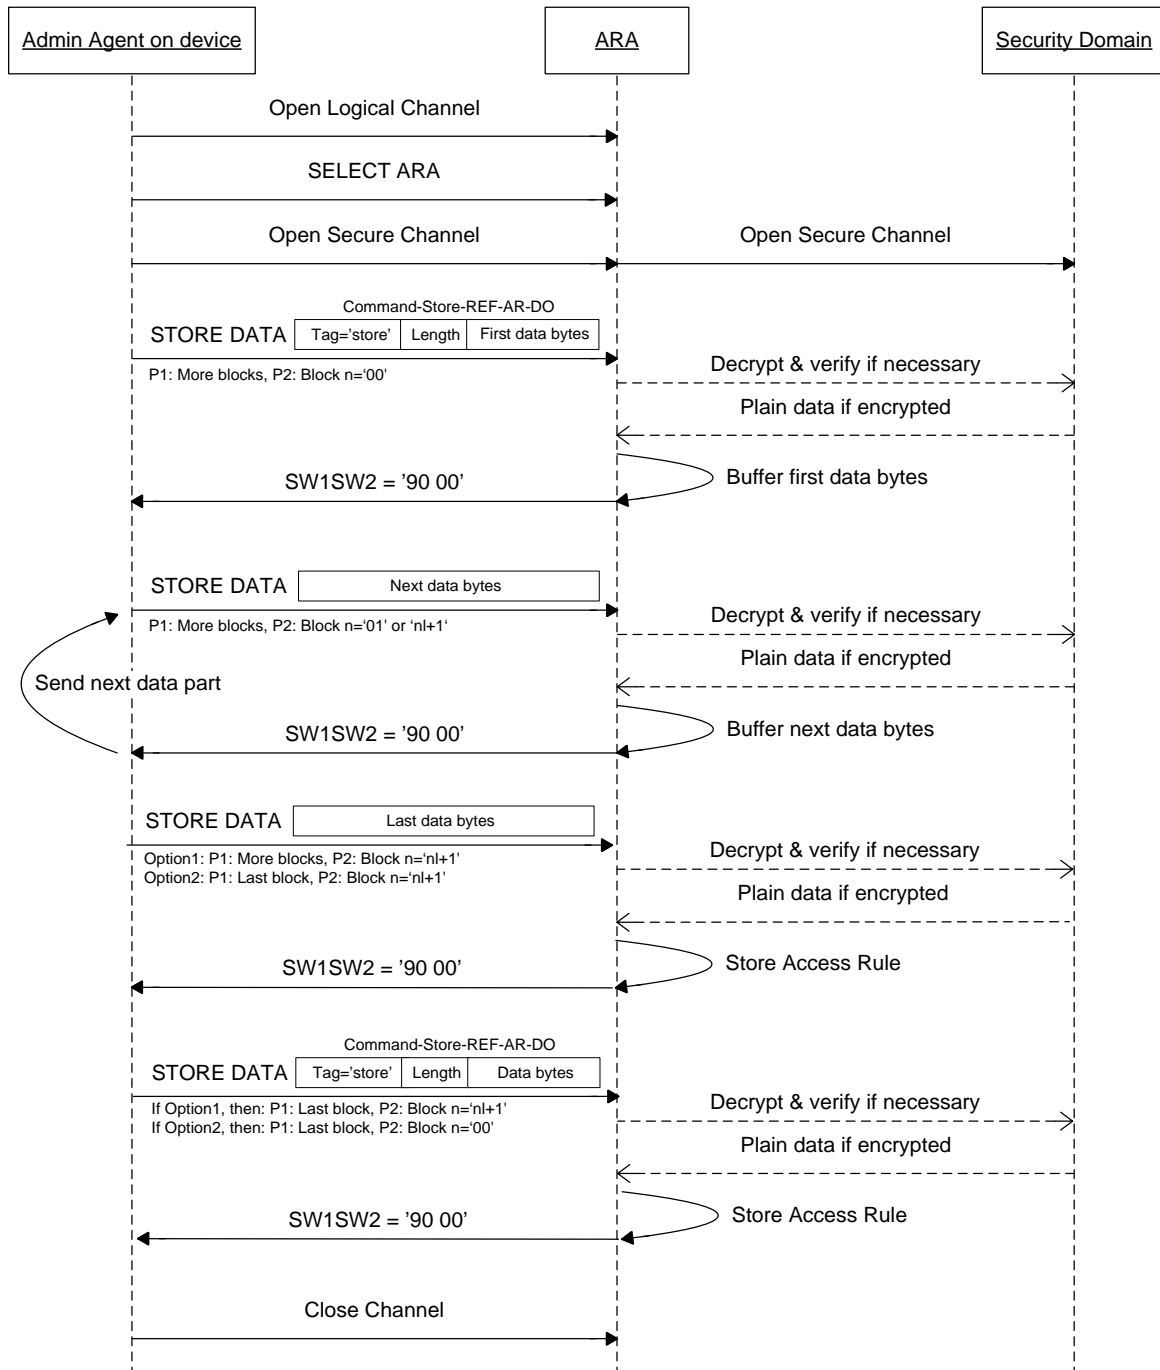 Admin Agent on device
ARA
Security Domain
Open Logical Channel
SELECT ARA
Open Secure Channel
Open Secure Channel
Command-Store-REF-AR-DO
STORE DATA
Tag='store’
Length
First data bytes
P1: More blocks, P2: Block n=‘00’
Decrypt & verify if necessary
Plain data if encrypted
Buffer first data bytes
SW1SW2 = ’90 00’
STORE DATA
Next data bytes
P1: More blocks, P2: Block n=‘01’ or ‘nl+1‘
Decrypt & verify if necessary
Plain data if encrypted
Send next data part
Buffer next data bytes
SW1SW2 = ’90 00’
STORE DATA
Last data bytes
Option1: P1: More blocks, P2: Block n=‘nl+1’
Option2: P1: Last block, P2: Block n=‘nl+1’
Decrypt & verify if necessary
Plain data if encrypted
Store Access Rule
SW1SW2 = ’90 00’
Command-Store-REF-AR-DO
STORE DATA
Tag=’store’
Length
Data bytes
If Option1, then: P1: Last block, P2: Block n=‘nl+1’
If Option2, then: P1: Last block, P2: Block n=‘00’
Decrypt & verify if necessary
Plain data if encrypted
Store Access Rule
SW1SW2 = ’90 00’
Close Channel